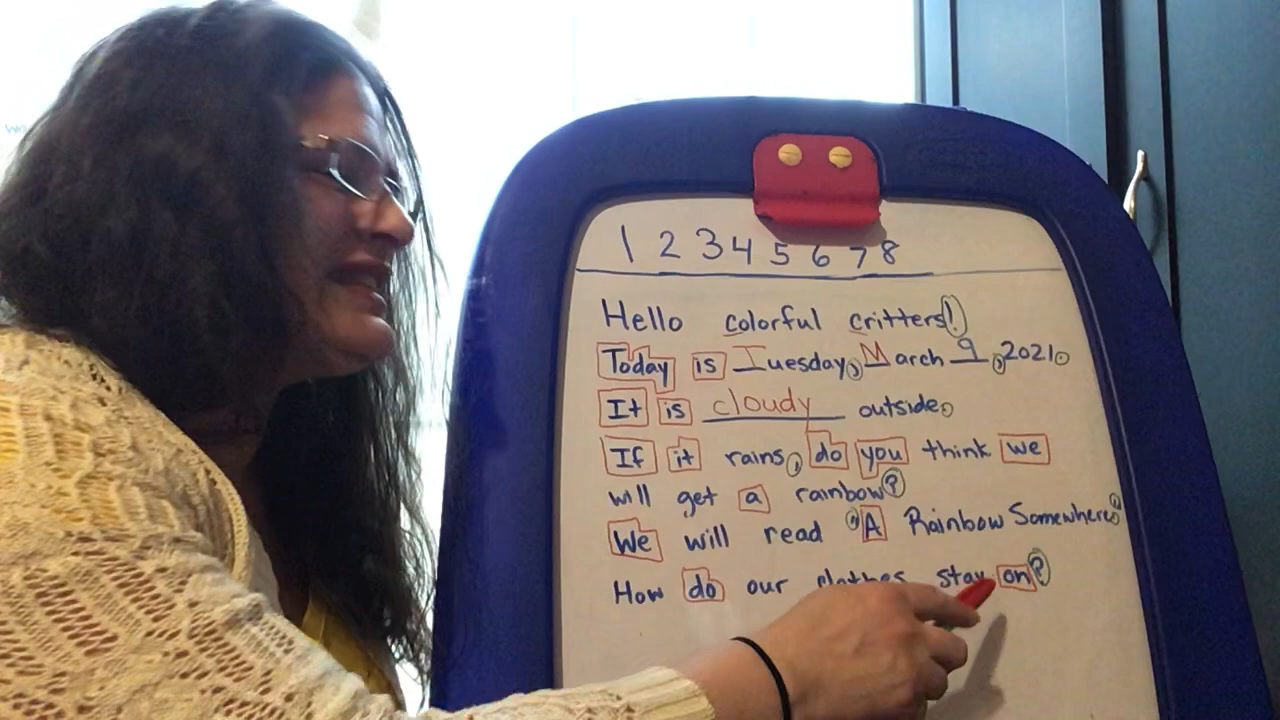 1 2 3 4 5 6 7 8
Hello colorful critters!
Today is Tuesday, March 9, 2021.
It is cloudy outside.
If it rains, do you think we
will get a rainbow?
We will read "A Rainbow Somewhere."
How do our clothes stay on?